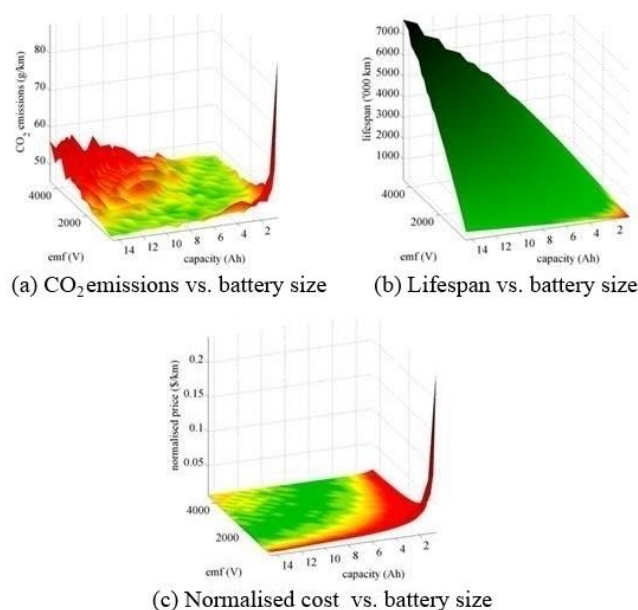 80
70
60
50
CO2 emissions (g/km)
4000
2000
emf (V)
14 12 10 8 6 4 2
capacity (Ah)
7000
6000
5000
4000
3000
2000
1000
lifespan ('000 km)
4000
2000
emf (V)
14 12 10 8 6 4 2
capacity (Ah)
(a) CO2 emissions vs. battery size
(b) Lifespan vs. battery size
0.2
0.15
0.1
0.05
normalised price ($/km)
4000
2000
emf (V)
14 12 10 8 6 4 2
capacity (Ah)
(c) Normalised cost vs. battery size